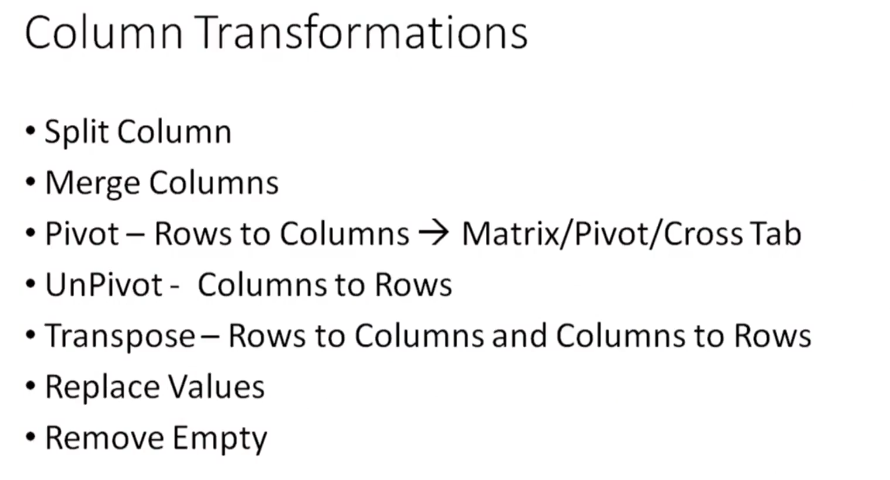 Column Transformations
• Split Column
• Merge Columns
• Pivot – Rows to Columns → Matrix/Pivot/Cross Tab
• UnPivot - Columns to Rows
• Transpose – Rows to Columns and Columns to Rows
• Replace Values
• Remove Empty